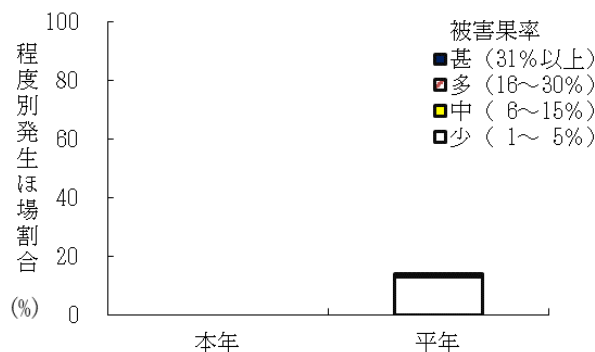 程度別発生ほ場割合
(%)
100
80
60
40
20
0
被害果率
甚（31%以上）
多（16～30%）
中（ 6～15%）
少（ 1～ 5%）
本年
平年